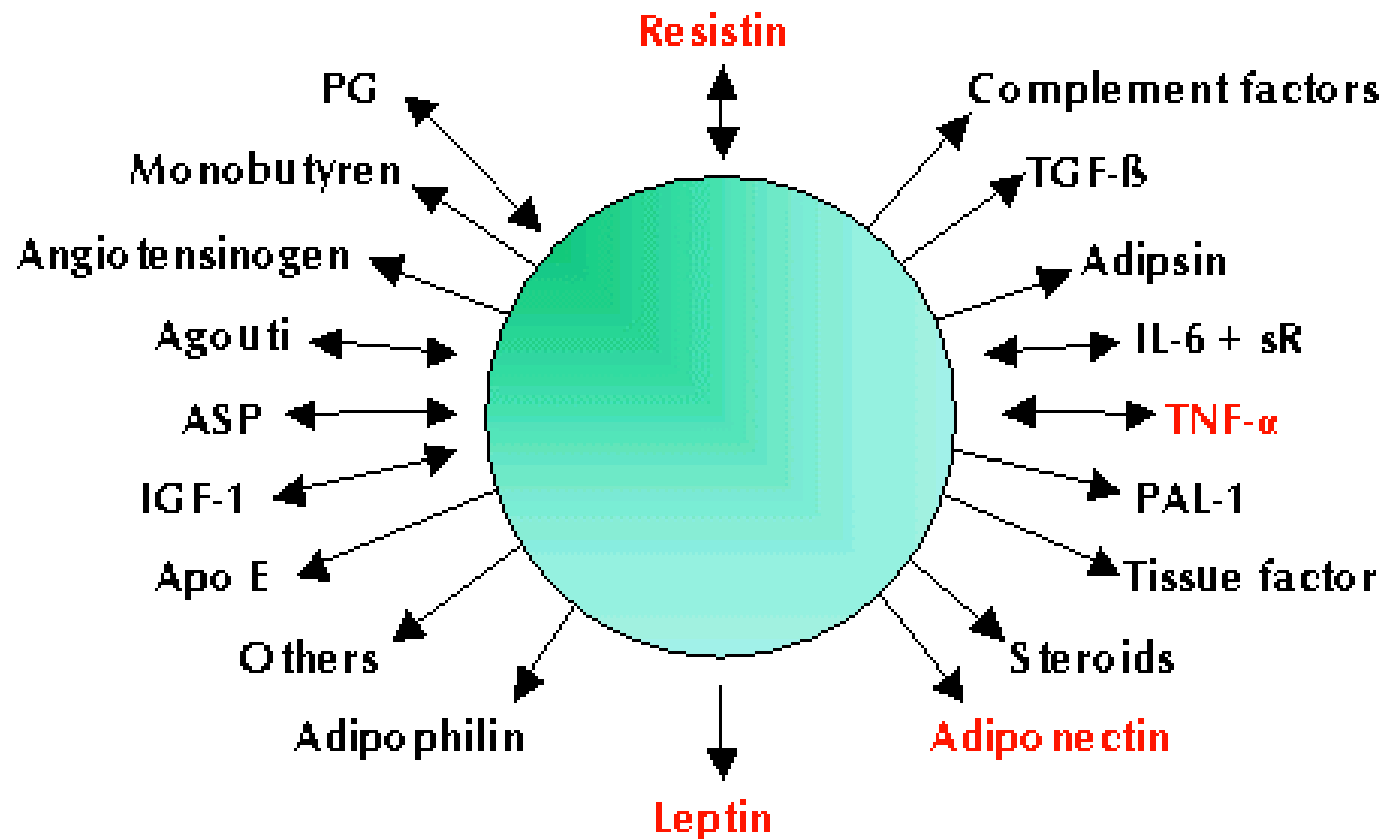 Resistin
PG
Complement factors
Monobutyren
TGF-ß
Angiotensinogen
Adipsin
Agouti
IL-6 + sR
ASP
TNF-α
IGF-1
PAL-1
Apo E
Tissue factor
Others
Steroids
Adipophilin
Adiponectin
Leptin